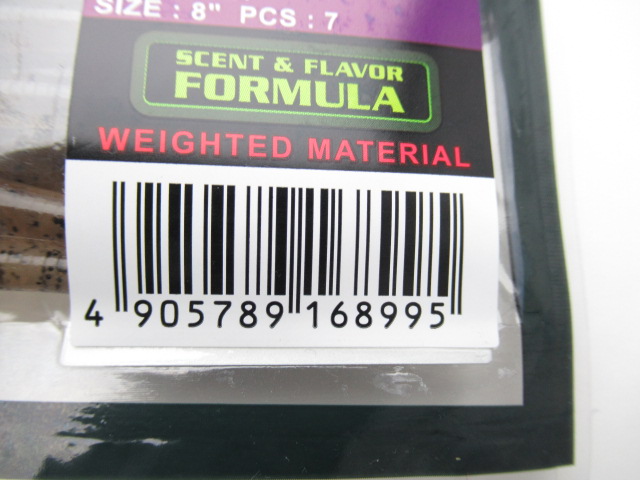 SIZE : 8" PCS : 7
SCENT & FLAVOR
FORMULA
WEIGHTED MATERIAL
4 905789 168995